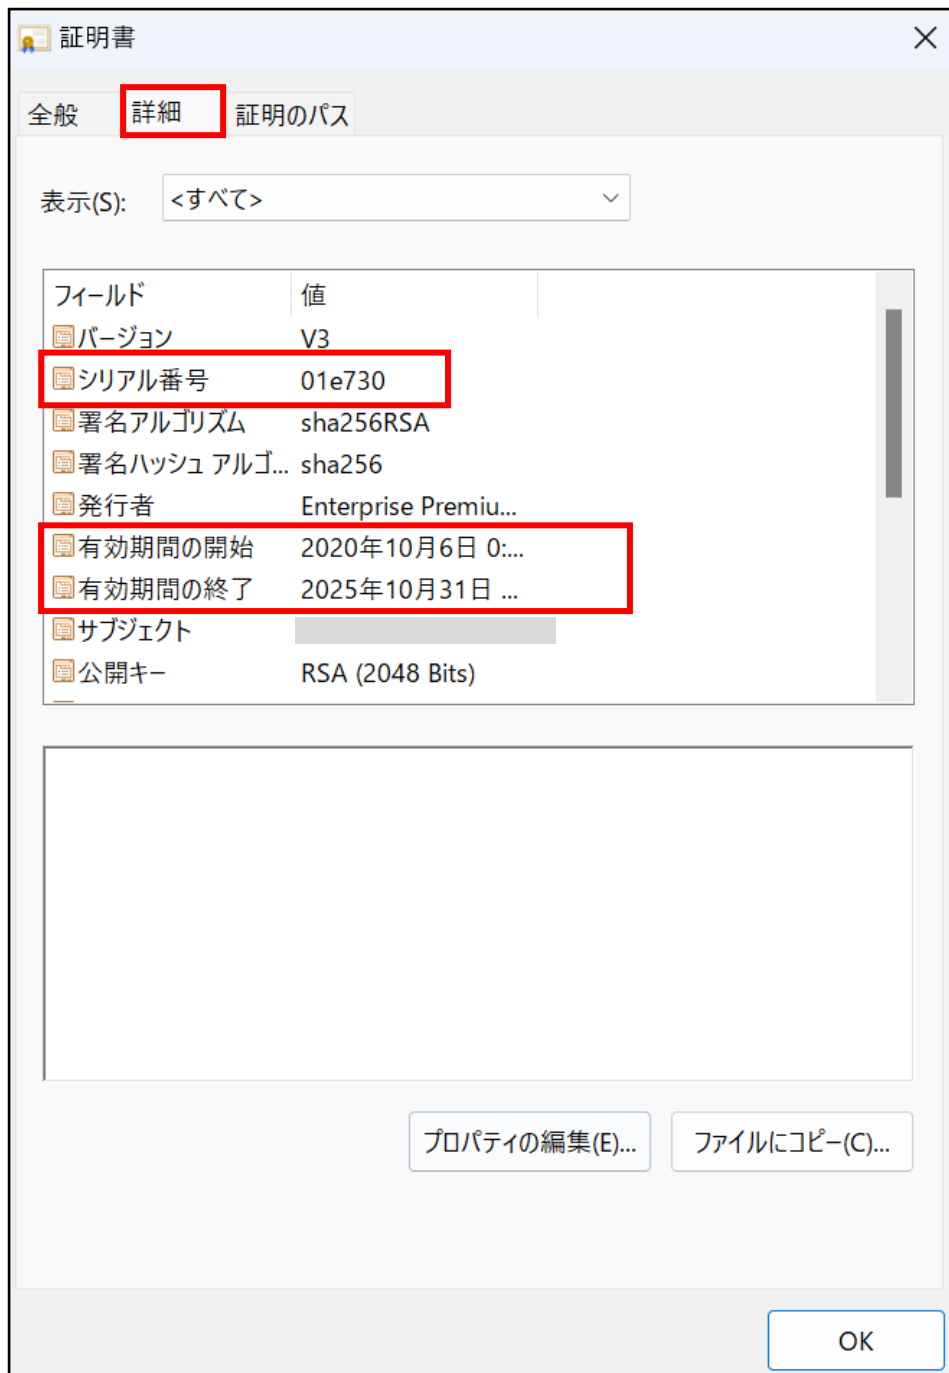 証明書
全般 詳細 証明のパス
表示(S): <すべて>
フィールド 値
バージョン V3
シリアル番号 01e730
署名アルゴリズム sha256RSA
署名ハッシュ アルゴ... sha256
発行者 Enterprise Premiu...
有効期間の開始 2020年10月6日 0:...
有効期間の終了 2025年10月31日 ...
サブジェクト
公開キー RSA (2048 Bits)
プロパティの編集(E)... ファイルにコピー(C)...
OK